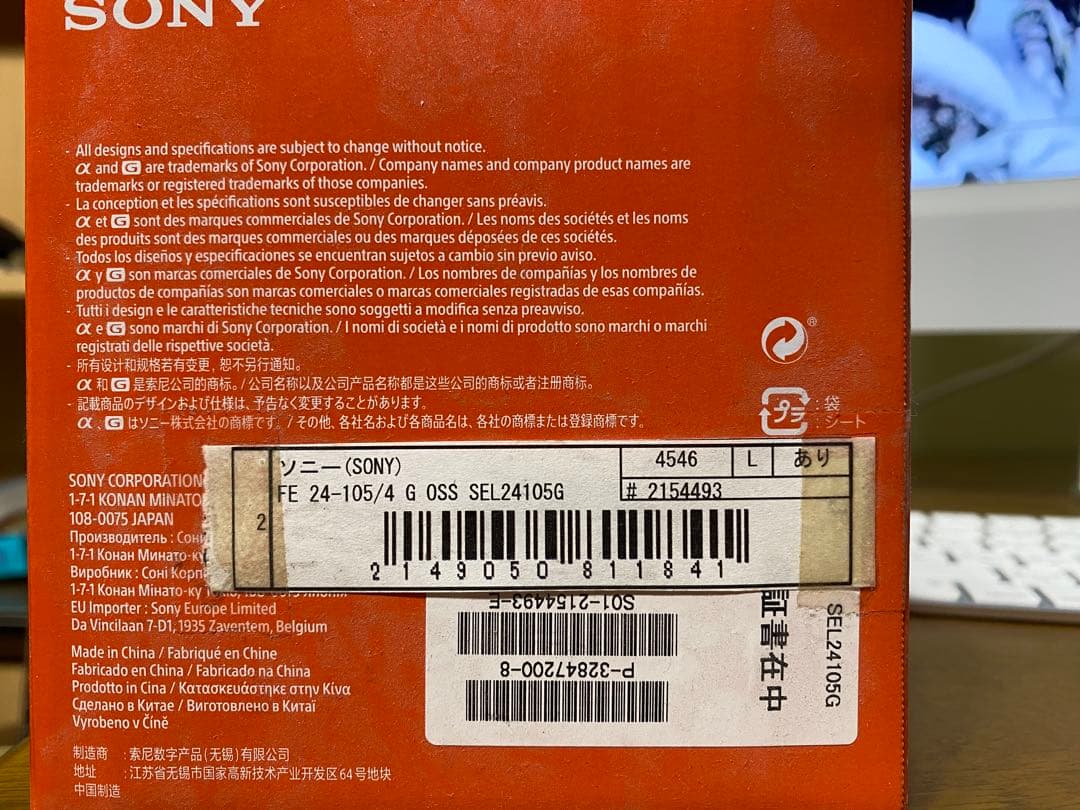 SONY
- All designs and specifications are subject to change without notice.
α and G are trademarks of Sony Corporation. / Company names and company product names are
trademarks or registered trademarks of those companies.
- La conception et les spécifications sont susceptibles de changer sans préavis.
α et G sont des marques commerciales de Sony Corporation. / Les noms des sociétés et les noms
des produits sont des marques commerciales ou des marques déposées de ces sociétés.
- Todos los diseños y especificaciones se encuentran sujetos a cambio sin previo aviso.
α y G son marcas comerciales de Sony Corporation. / Los nombres de compañías y los nombres de
productos de compañías son marcas comerciales o marcas comerciales registradas de esas compañías.
- Tutti i design e le caratteristiche tecniche sono soggetti a modifica senza preavviso.
α e G sono marchi di Sony Corporation. / I nomi di società e i nomi di prodotto sono marchi o marchi
registrati delle rispettive società.
- 所有设计和规格若有变更，恕不另行通知。
α 和 G 是索尼公司的商标。/ 公司名称以及公司产品名称都是这些公司的商标或者注册商标。
- 記載商品のデザインおよび仕様は、予告なく変更することがあります。
α、G はソニー株式会社の商標です。/ その他、各社名および各商品名は、各社の商標または登録商標です。
®
プラ : 袋
: シート
ソニー(SONY)
4546 L あり
FE 24-105/4 G OSS SEL24105G
# 2154493
2
2 149050 811841
SONY CORPORATION
1-7-1 KONAN MINATO
108-0075 JAPAN
Производитель : Сони
1-7-1 Конан Минато-ку
Виробник : Соні Корпо
1-7-1 Конан Мінато-ку
EU Importer : Sony Europe Limited
Da Vincilaan 7-D1, 1935 Zaventem, Belgium
Made in China / Fabriqué en Chine
Fabricado en China / Fabricado na China
Prodotto in Cina / Κατασκευάστηκε στην Κίνα
Сделано в Китае / Виготовлено в Китаї
Vyrobeno v Číně
制造商 : 索尼数字产品(无锡)有限公司
地址 : 江苏省无锡市国家高新技术产业开发区64号地块
中国制造
S01-2154493-E
P-32847200-8
証書在中
SEL24105G